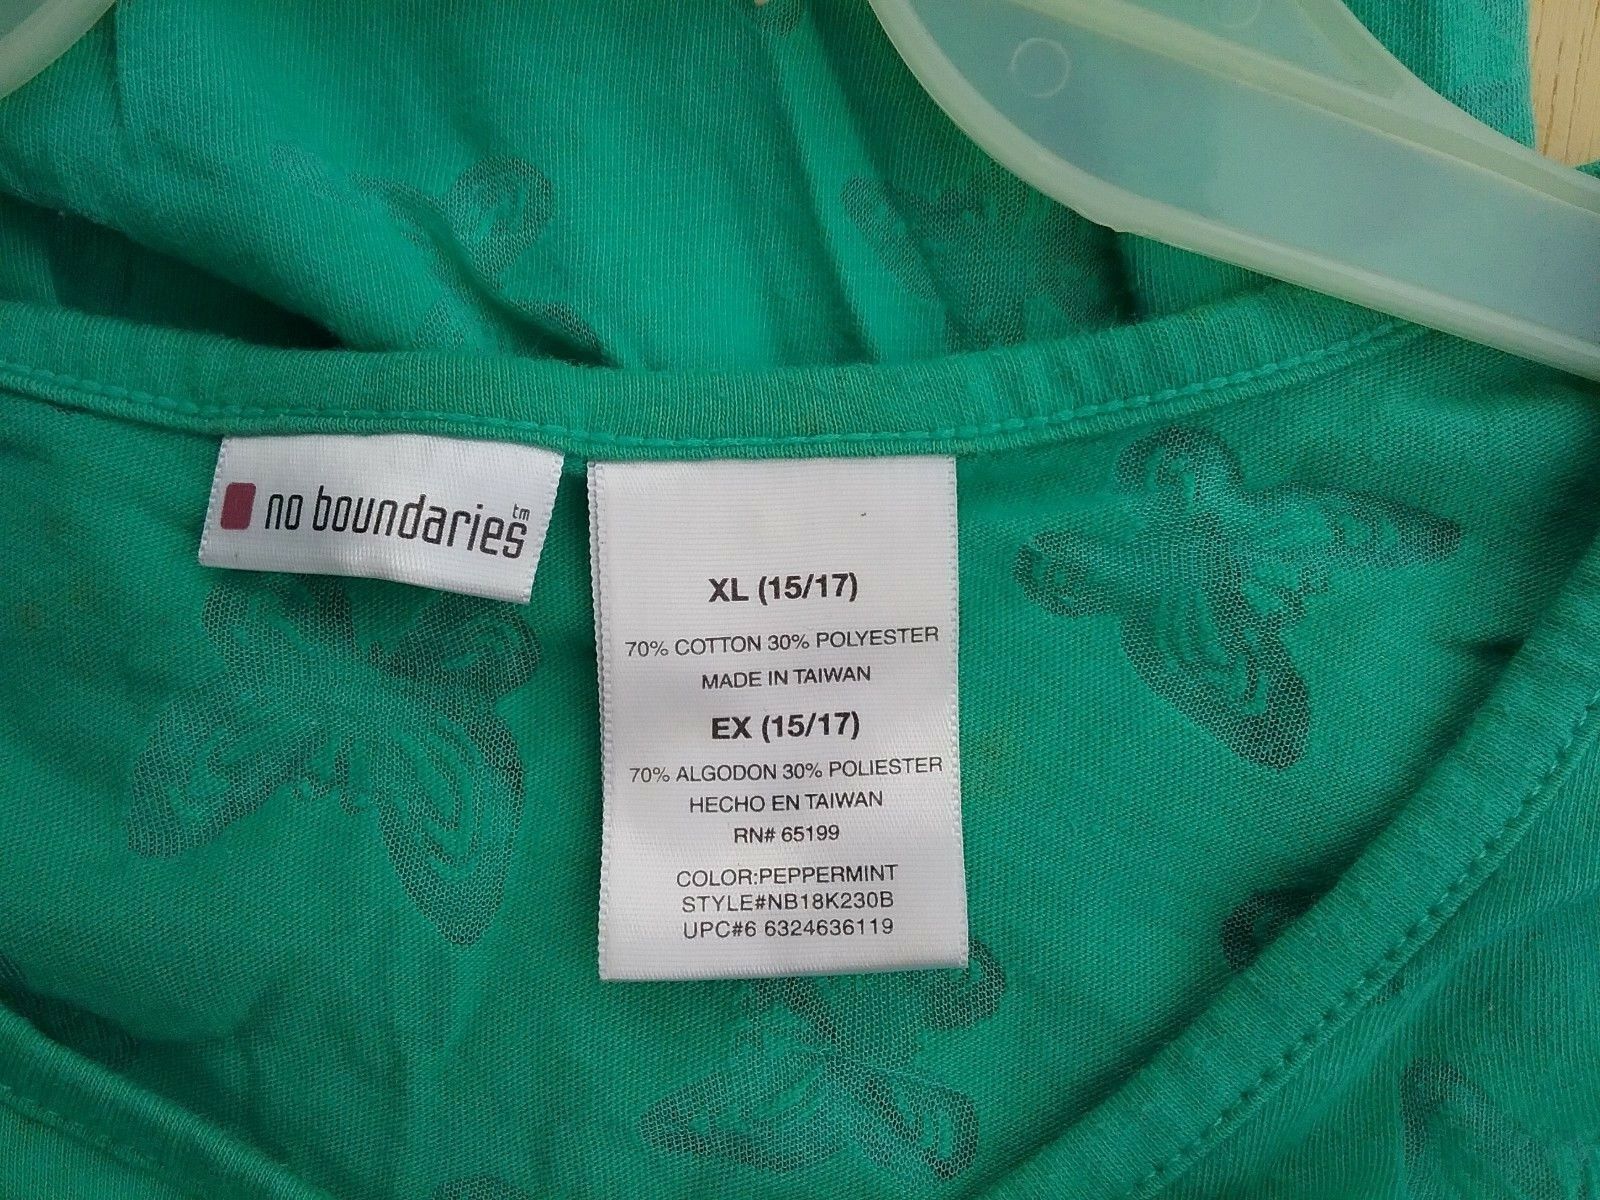 no boundaries tm
XL (15/17)
70% COTTON 30% POLYESTER
MADE IN TAIWAN
EX (15/17)
70% ALGODON 30% POLIESTER
HECHO EN TAIWAN
RN# 65199
COLOR:PEPPERMINT
STYLE#NB18K230B
UPC#6 6324636119